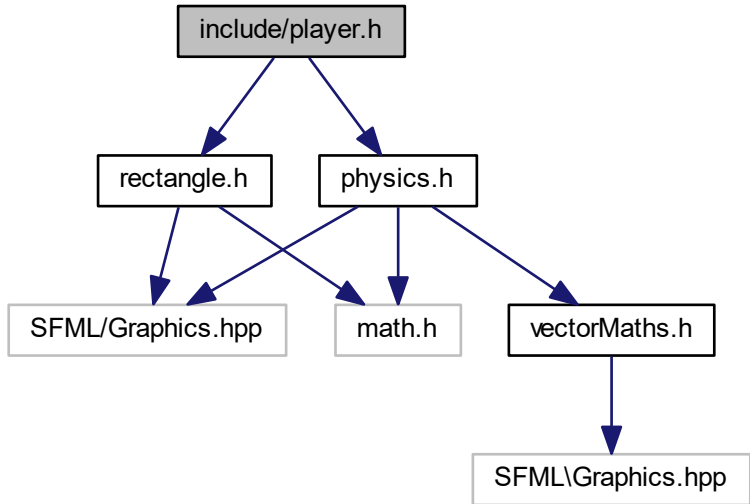 include/player.h
rectangle.h
physics.h
SFML/Graphics.hpp
math.h
vectorMaths.h
SFML\Graphics.hpp